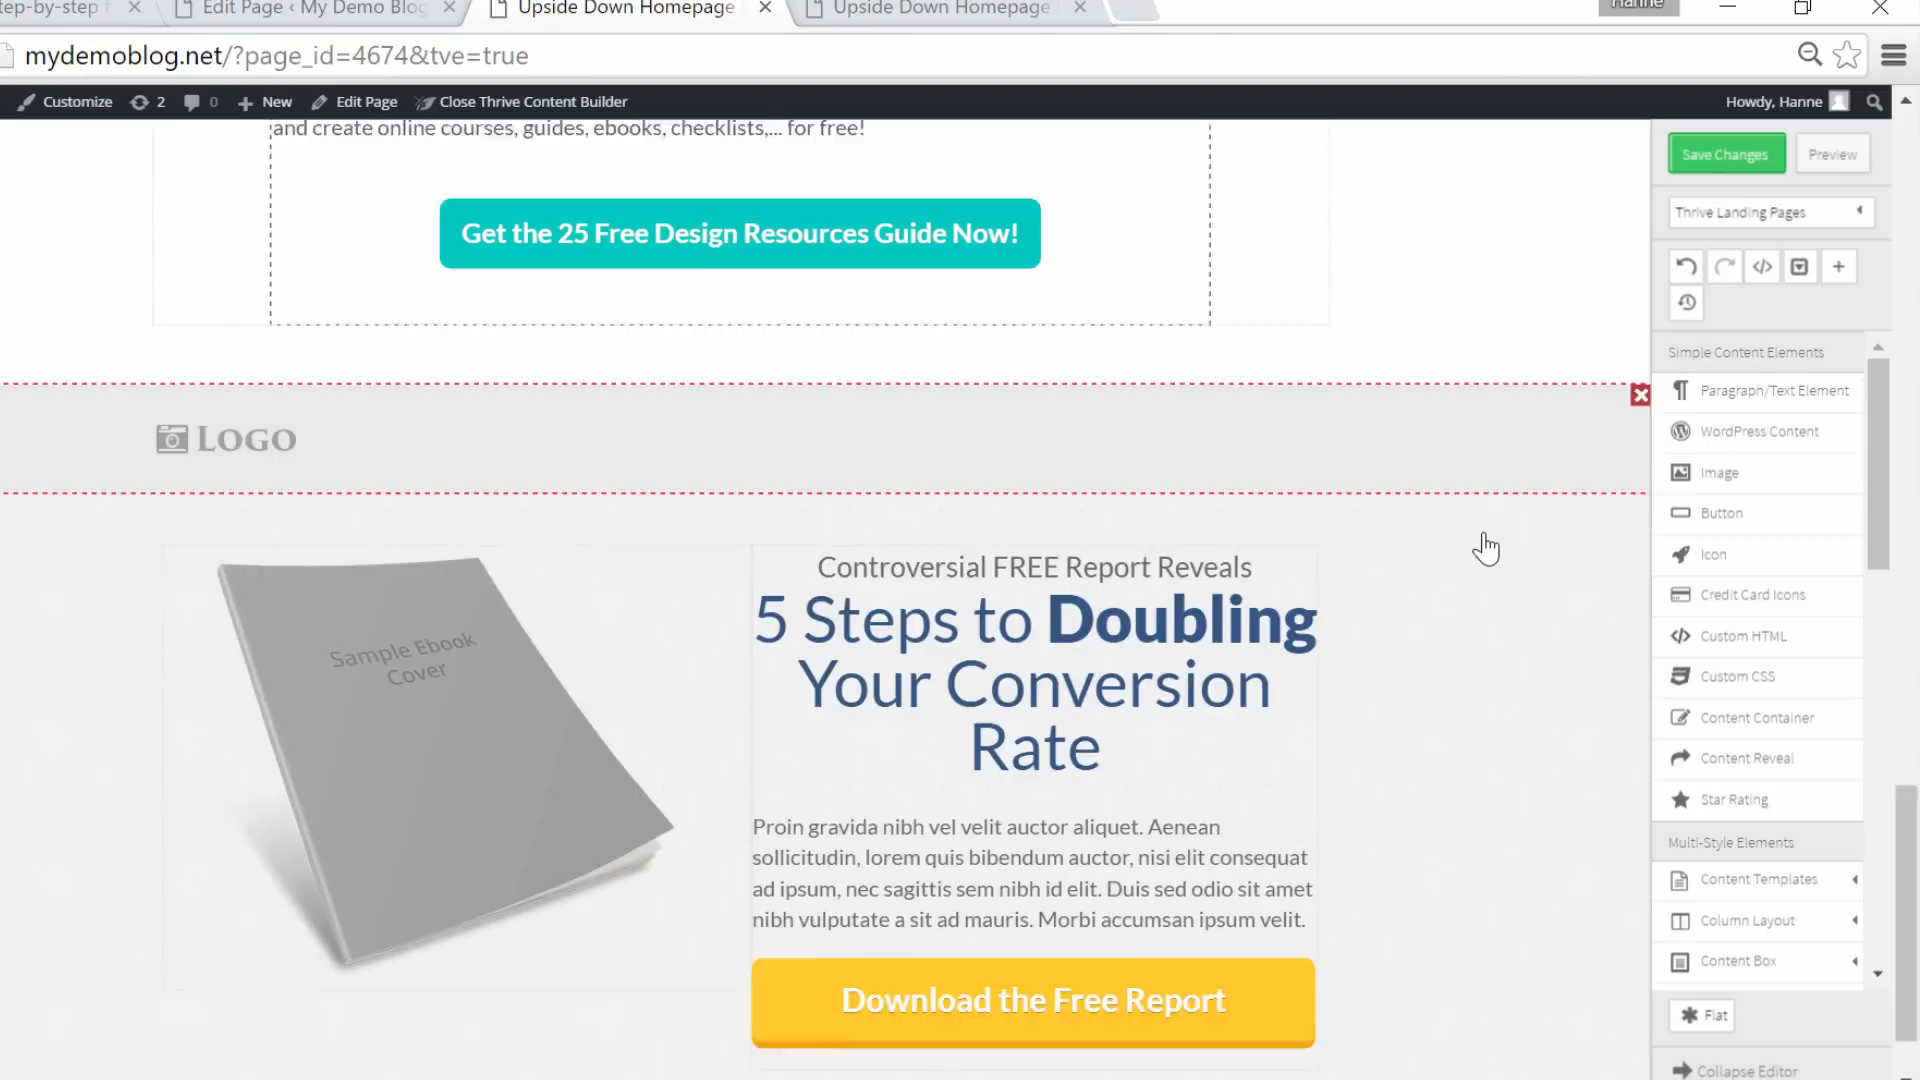 tep-by-step f
Edit Page ‹ My Demo Blog
Upside Down Homepage
Upside Down Homepage
Hanne
mydemoblog.net/?page_id=4674&tve=true
Customize
2
0
New
Edit Page
Close Thrive Content Builder
Howdy, Hanne
and create online courses, guides, ebooks, checklists,... for free!
Get the 25 Free Design Resources Guide Now!
LOGO
Sample Ebook
Cover
Controversial FREE Report Reveals
5 Steps to Doubling
Your Conversion
Rate
Proin gravida nibh vel velit auctor aliquet. Aenean
sollicitudin, lorem quis bibendum auctor, nisi elit consequat
ad ipsum, nec sagittis sem nibh id elit. Duis sed odio sit amet
nibh vulputate a sit ad mauris. Morbi accumsan ipsum velit.
Download the Free Report
Save Changes
Preview
Thrive Landing Pages
Simple Content Elements
Paragraph/Text Element
WordPress Content
Image
Button
Icon
Credit Card Icons
Custom HTML
Custom CSS
Content Container
Content Reveal
Star Rating
Multi-Style Elements
Content Templates
Column Layout
Content Box
Flat
Collapse Editor